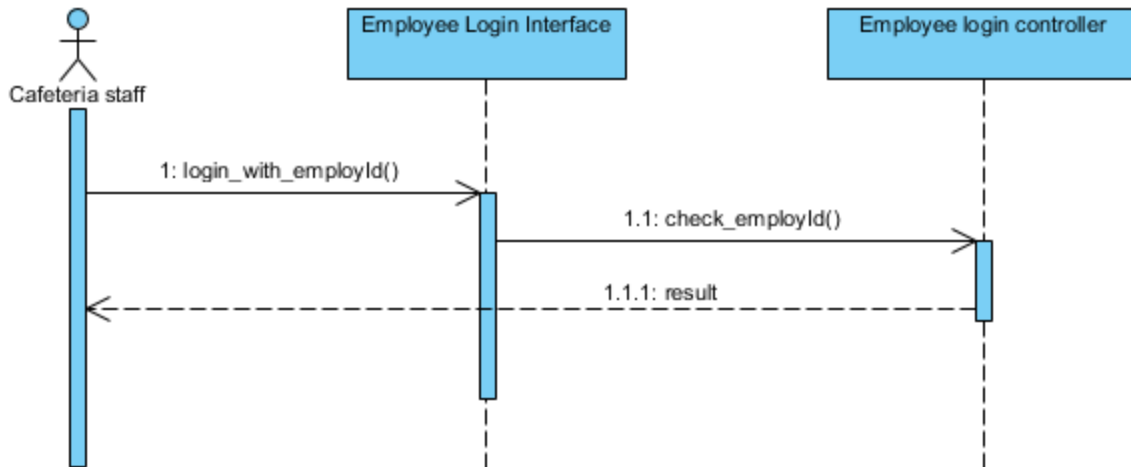 Employee Login Interface
Employee login controller
Cafeteria staff
1: login_with_employId()
1.1: check_employId()
1.1.1: result